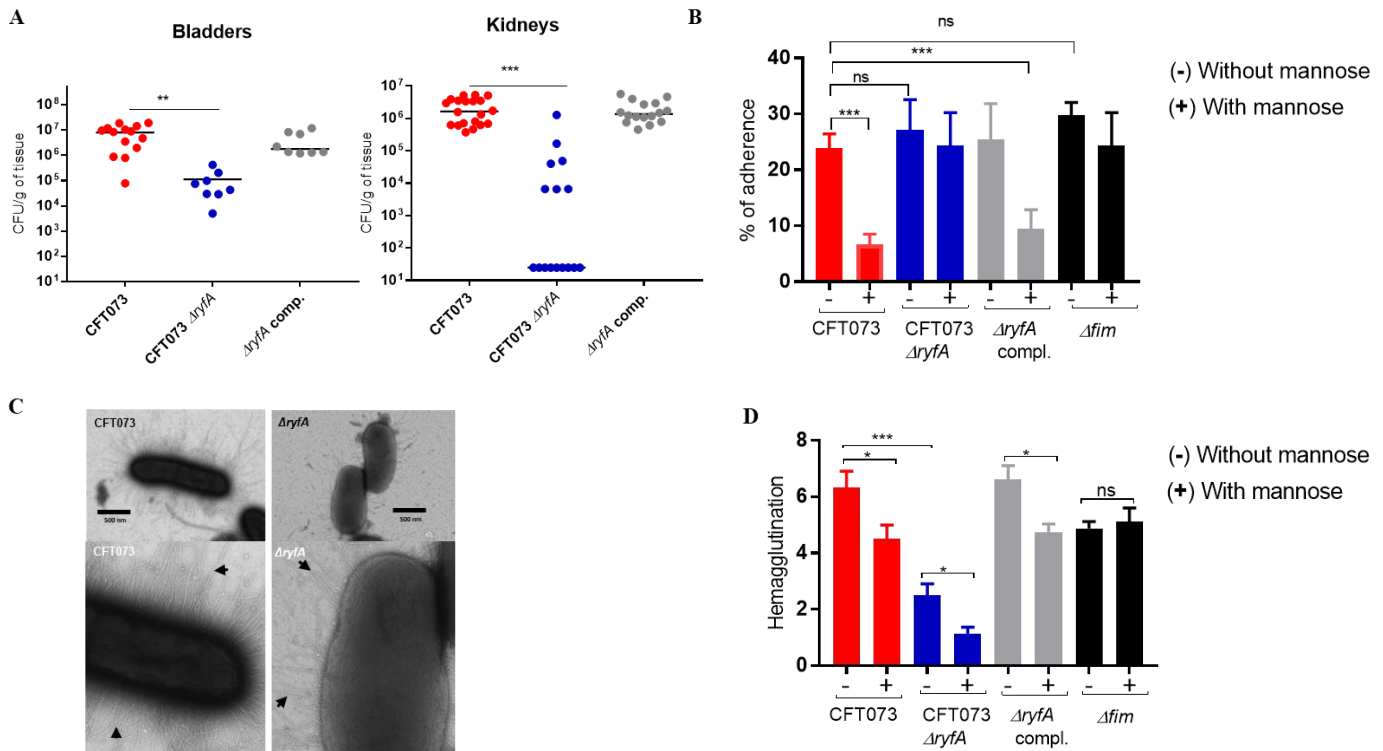 A
Bladders
**
CFU/g of tissue
10⁸
10⁷
10⁶
10⁵
10⁴
10³
10²
10¹
CFT073
CFT073 ΔryfA
ΔryfA comp.
Kidneys
***
CFU/g of tissue
10⁷
10⁶
10⁵
10⁴
10³
10²
10¹
CFT073
CFT073 ΔryfA
ΔryfA comp.
B
ns
***
ns
***
% of adherence
40
30
20
10
0
- + - + - + - +
CFT073
CFT073
ΔryfA
ΔryfA
compl.
Δfim
(-) Without mannose
(+) With mannose
C
CFT073
500 nm
ΔryfA
500 nm
CFT073
ΔryfA
D
***
*
*
*
ns
Hemagglutination
8
6
4
2
0
- + - + - + - +
CFT073
CFT073
ΔryfA
ΔryfA
compl.
Δfim
(-) Without mannose
(+) With mannose